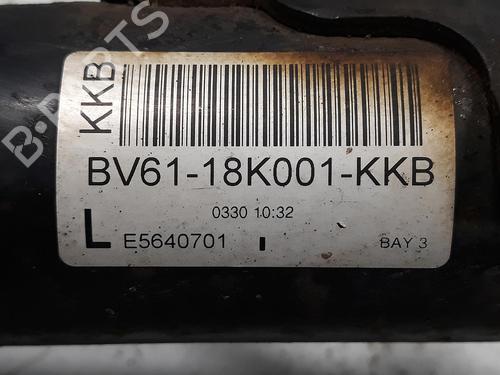 KKB
BV61-18K001-KKB
0330 10:32
L E5640701 BAY 3
B-PARTS